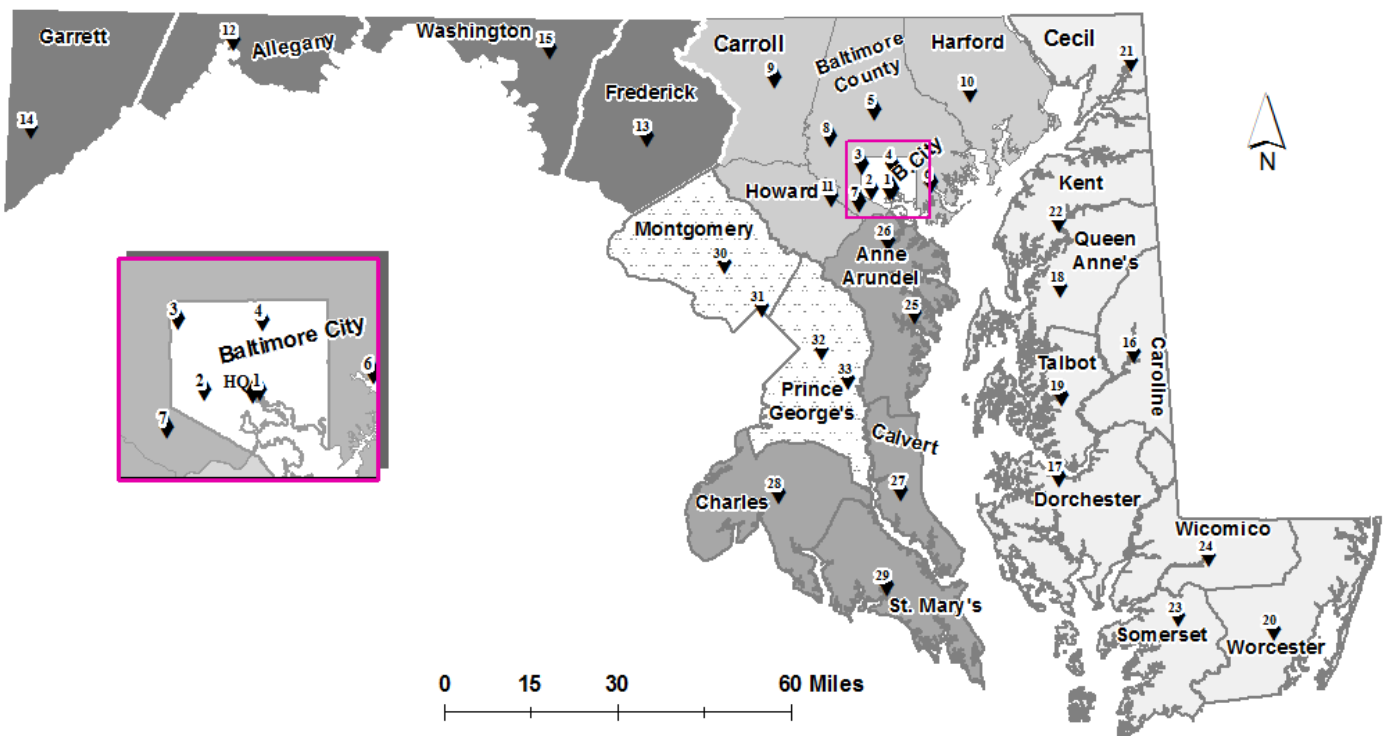 Garrett
12
Allegany
Washington
15
14
Frederick
13
Carroll
9
Baltimore
County
5
8
Harford
10
Cecil
21
3
4
B. City
2
1
6
7
Howard
11
Kent
22
Queen
Anne's
18
Montgomery
30
31
26
Anne
Arundel
25
32
33
Prince
George's
Talbot
19
16
Caroline
3
4
Baltimore City
2
HQ
1
6
7
Calvert
27
Charles
28
29
St. Mary's
17
Dorchester
Wicomico
24
23
Somerset
20
Worcester
N
0
15
30
60 Miles